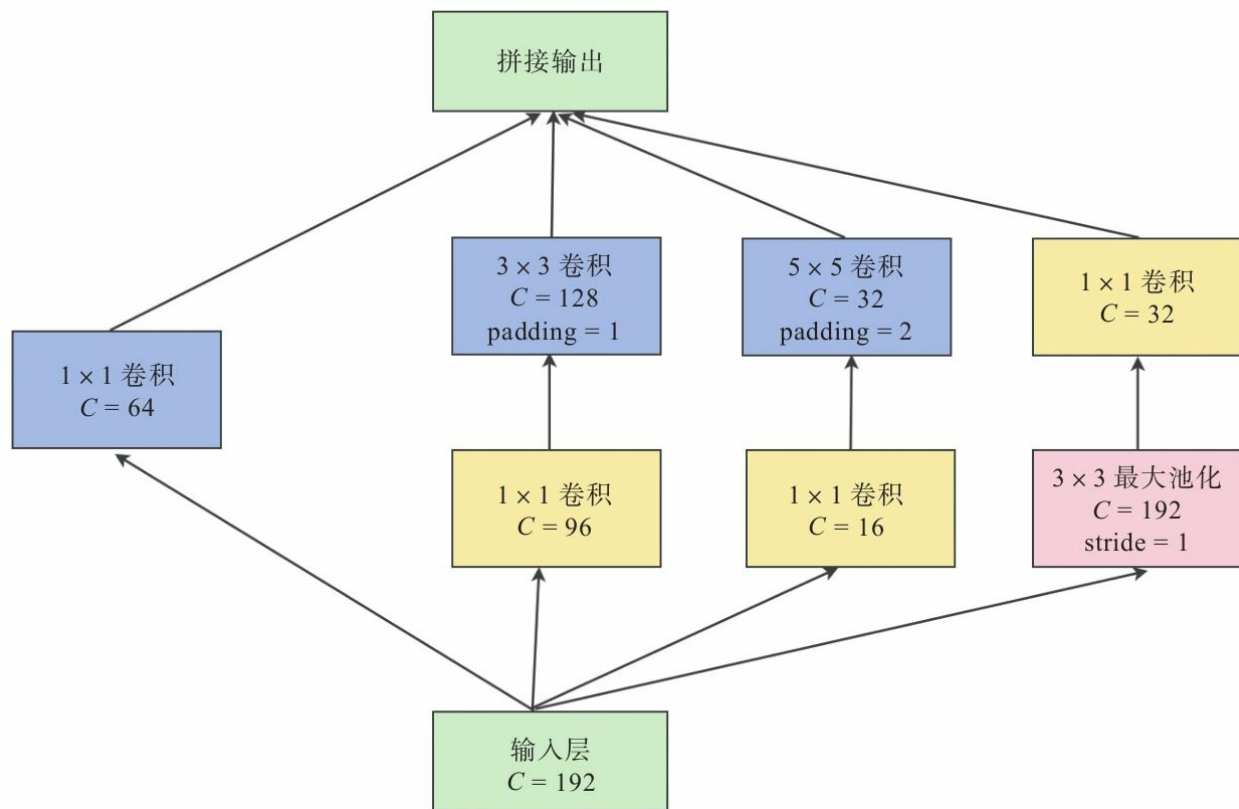 拼接输出
3 × 3 卷积
C = 128
padding = 1
5 × 5 卷积
C = 32
padding = 2
1 × 1 卷积
C = 32
1 × 1 卷积
C = 64
1 × 1 卷积
C = 96
1 × 1 卷积
C = 16
3 × 3 最大池化
C = 192
stride = 1
输入层
C = 192